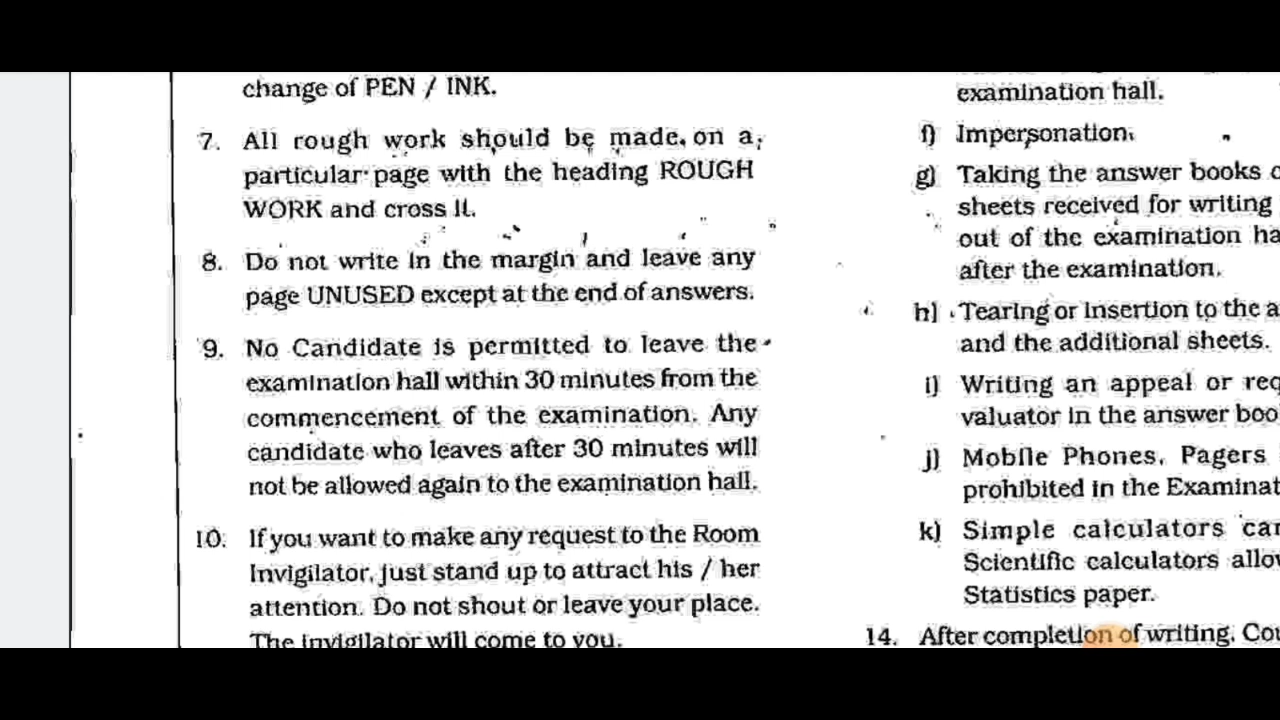 change of PEN / INK.
7. All rough work should be made, on a
particular page with the heading ROUGH
WORK and cross it.
8. Do not write in the margin and leave any
page UNUSED except at the end of answers.
9. No Candidate is permitted to leave the
examination hall within 30 minutes from the
commencement of the examination. Any
candidate who leaves after 30 minutes will
not be allowed again to the examination hall.
10. If you want to make any request to the Room
Invigilator, just stand up to attract his / her
attention. Do not shout or leave your place.
The invigilator will come to you.
examination hall.
f) Impersonation.
g) Taking the answer books
sheets received for writing
out of the examination ha
after the examination.
h) Tearing or insertion to the a
and the additional sheets.
i) Writing an appeal or req
valuator in the answer boo
j) Mobile Phones, Pagers
prohibited in the Examinat
k) Simple calculators can
Scientific calculators allow
Statistics paper.
14. After completion of writing, Cou